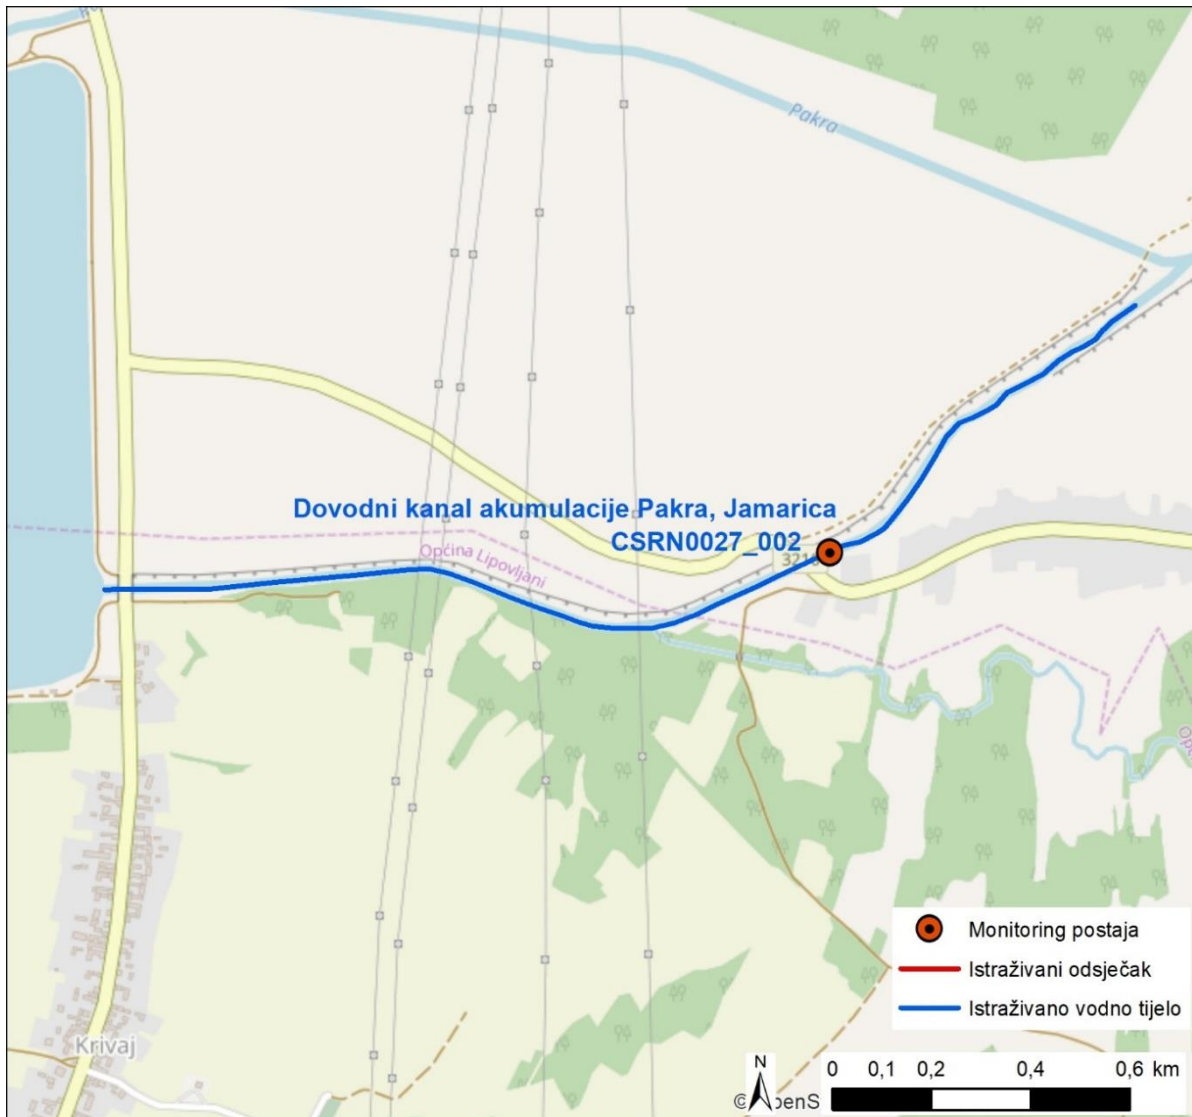 Pakra
Dovodni kanal akumulacije Pakra, Jamarica
CSRN0027_002
Općina Lipovljani
Monitoring postaja
Istraživani odsječak
Istraživano vodno tijelo
Krivaj
N
0 0,1 0,2 0,4 0,6 km